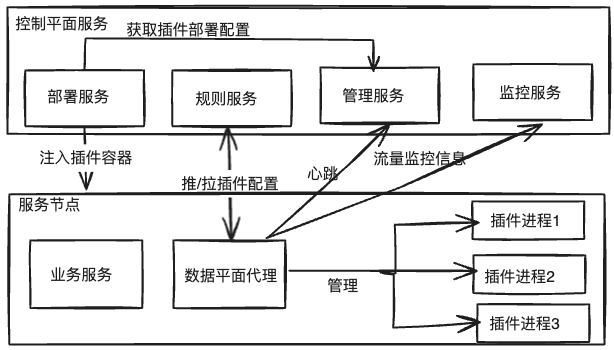 控制平面服务
获取插件部署配置
部署服务
规则服务
管理服务
监控服务
注入插件容器
推/拉插件配置
心跳
流量监控信息
服务节点
业务服务
数据平面代理
管理
插件进程1
插件进程2
插件进程3